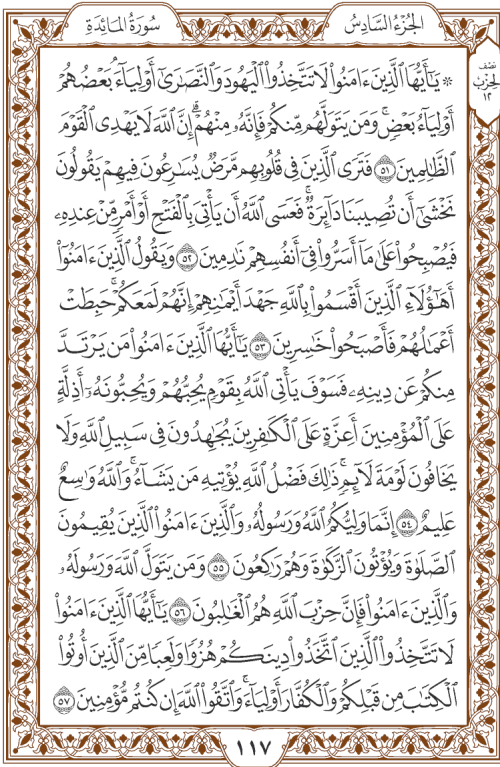 الجُزْءُ السَّادِسُ
سُورَةُ المَائِدَةِ
نصف
الحزب
١٢
۞ يَٰٓأَيُّهَا ٱلَّذِينَ ءَامَنُوا۟ لَا تَتَّخِذُوا۟ ٱلْيَهُودَ وَٱلنَّصَٰرَىٰٓ أَوْلِيَآءَۘ بَعْضُهُمْ
أَوْلِيَآءُ بَعْضٍۚ وَمَن يَتَوَلَّهُم مِّنكُمْ فَإِنَّهُۥ مِنْهُمْۗ إِنَّ ٱللَّهَ لَا يَهْدِى ٱلْقَوْمَ
ٱلظَّٰلِمِينَ ٥١ فَتَرَى ٱلَّذِينَ فِى قُلُوبِهِم مَّرَضٌ يُسَٰرِعُونَ فِيهِمْ يَقُولُونَ
نَخْشَىٰٓ أَن تُصِيبَنَا دَآئِرَةٌۚ فَعَسَى ٱللَّهُ أَن يَأْتِىَ بِٱلْفَتْحِ أَوْ أَمْرٍ مِّنْ عِندِهِۦ
فَيُصْبِحُوا۟ عَلَىٰ مَآ أَسَرُّوا۟ فِىٓ أَنفُسِهِمْ نَٰدِمِينَ ٥٢ وَيَقُولُ ٱلَّذِينَ ءَامَنُوٓا۟
أَهَٰٓؤُلَآءِ ٱلَّذِينَ أَقْسَمُوا۟ بِٱللَّهِ جَهْدَ أَيْمَٰنِهِمْ إِنَّهُمْ لَمَعَكُمْۚ حَبِطَتْ
أَعْمَٰلُهُمْ فَأَصْبَحُوا۟ خَٰسِرِينَ ٥٣ يَٰٓأَيُّهَا ٱلَّذِينَ ءَامَنُوا۟ مَن يَرْتَدَّ
مِنكُمْ عَن دِينِهِۦ فَسَوْفَ يَأْتِى ٱللَّهُ بِقَوْمٍ يُحِبُّهُمْ وَيُحِبُّونَهُۥٓ أَذِلَّةٍ
عَلَى ٱلْمُؤْمِنِينَ أَعِزَّةٍ عَلَى ٱلْكَٰفِرِينَ يُجَٰهِدُونَ فِى سَبِيلِ ٱللَّهِ وَلَا
يَخَافُونَ لَوْمَةَ لَآئِمٍۚ ذَٰلِكَ فَضْلُ ٱللَّهِ يُؤْتِيهِ مَن يَشَآءُۚ وَٱللَّهُ وَٰسِعٌ
عَلِيمٌ ٥٤ إِنَّمَا وَلِيُّكُمُ ٱللَّهُ وَرَسُولُهُۥ وَٱلَّذِينَ ءَامَنُوا۟ ٱلَّذِينَ يُقِيمُونَ
ٱلصَّلَوٰةَ وَيُؤْتُونَ ٱلزَّكَوٰةَ وَهُمْ رَٰكِعُونَ ٥٥ وَمَن يَتَوَلَّ ٱللَّهَ وَرَسُولَهُۥ
وَٱلَّذِينَ ءَامَنُوا۟ فَإِنَّ حِزْبَ ٱللَّهِ هُمُ ٱلْغَٰلِبُونَ ٥٦ يَٰٓأَيُّهَا ٱلَّذِينَ ءَامَنُوا۟
لَا تَتَّخِذُوا۟ ٱلَّذِينَ ٱتَّخَذُوا۟ دِينَكُمْ هُزُوًا وَلَعِبًا مِّنَ ٱلَّذِينَ أُوتُوا۟
ٱلْكِتَٰبَ مِن قَبْلِكُمْ وَٱلْكُفَّارَ أَوْلِيَآءَۚ وَٱتَّقُوا۟ ٱللَّهَ إِن كُنتُم مُّؤْمِنِينَ ٥٧
١١٧